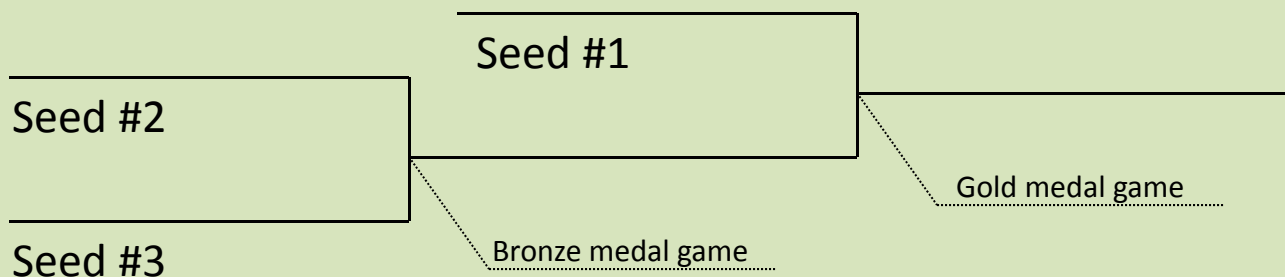 Seed #1
Seed #2
Gold medal game
Bronze medal game
Seed #3